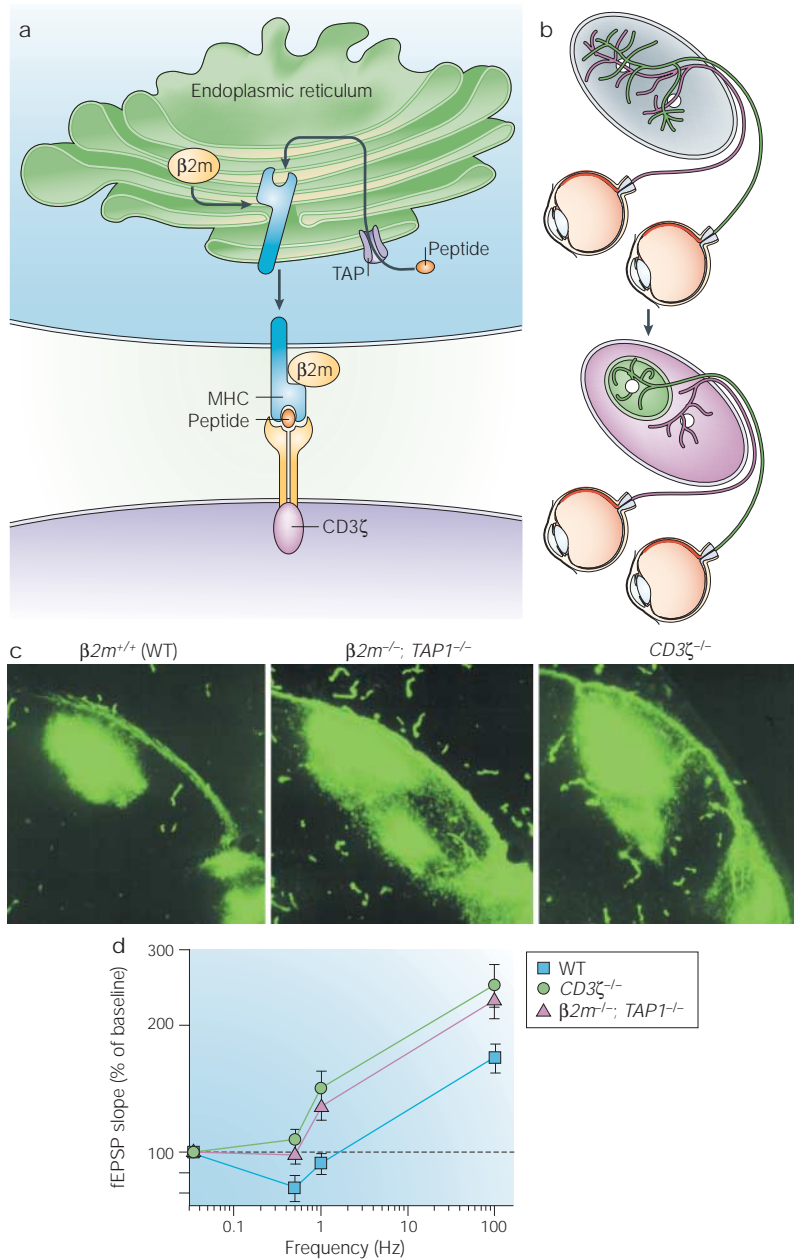 a
Endoplasmic reticulum
β2m
Peptide
TAP
β2m
MHC
Peptide
CD3ζ
b
c
β2m+/+ (WT)
β2m–/–; TAP1–/–
CD3ζ–/–
d
fEPSP slope (% of baseline)
300
200
100
0.1
1
10
100
Frequency (Hz)
WT
CD3ζ–/–
β2m–/–; TAP1–/–